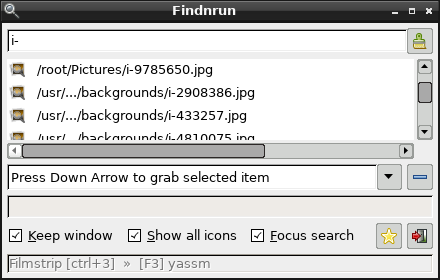 Findnrun
i-
/root/Pictures/i-9785650.jpg
/usr/.../backgrounds/i-2908386.jpg
/usr/.../backgrounds/i-433257.jpg
/usr/.../backgrounds/i-4810075.jpg
Press Down Arrow to grab selected item
Keep window Show all icons Focus search
Filmstrip [ctrl+3] » [F3] yassm